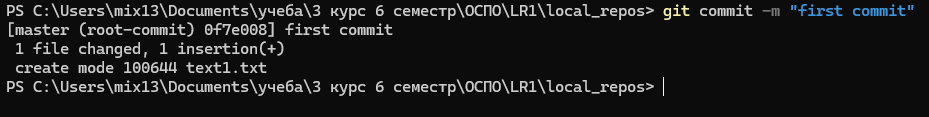 PS C:\Users\mix13\Documents\учеба\3 курс 6 семестр\ОСПО\LR1\local_repos> git commit -m "first commit"
[master (root-commit) 0f7e008] first commit
 1 file changed, 1 insertion(+)
 create mode 100644 text1.txt
PS C:\Users\mix13\Documents\учеба\3 курс 6 семестр\ОСПО\LR1\local_repos>